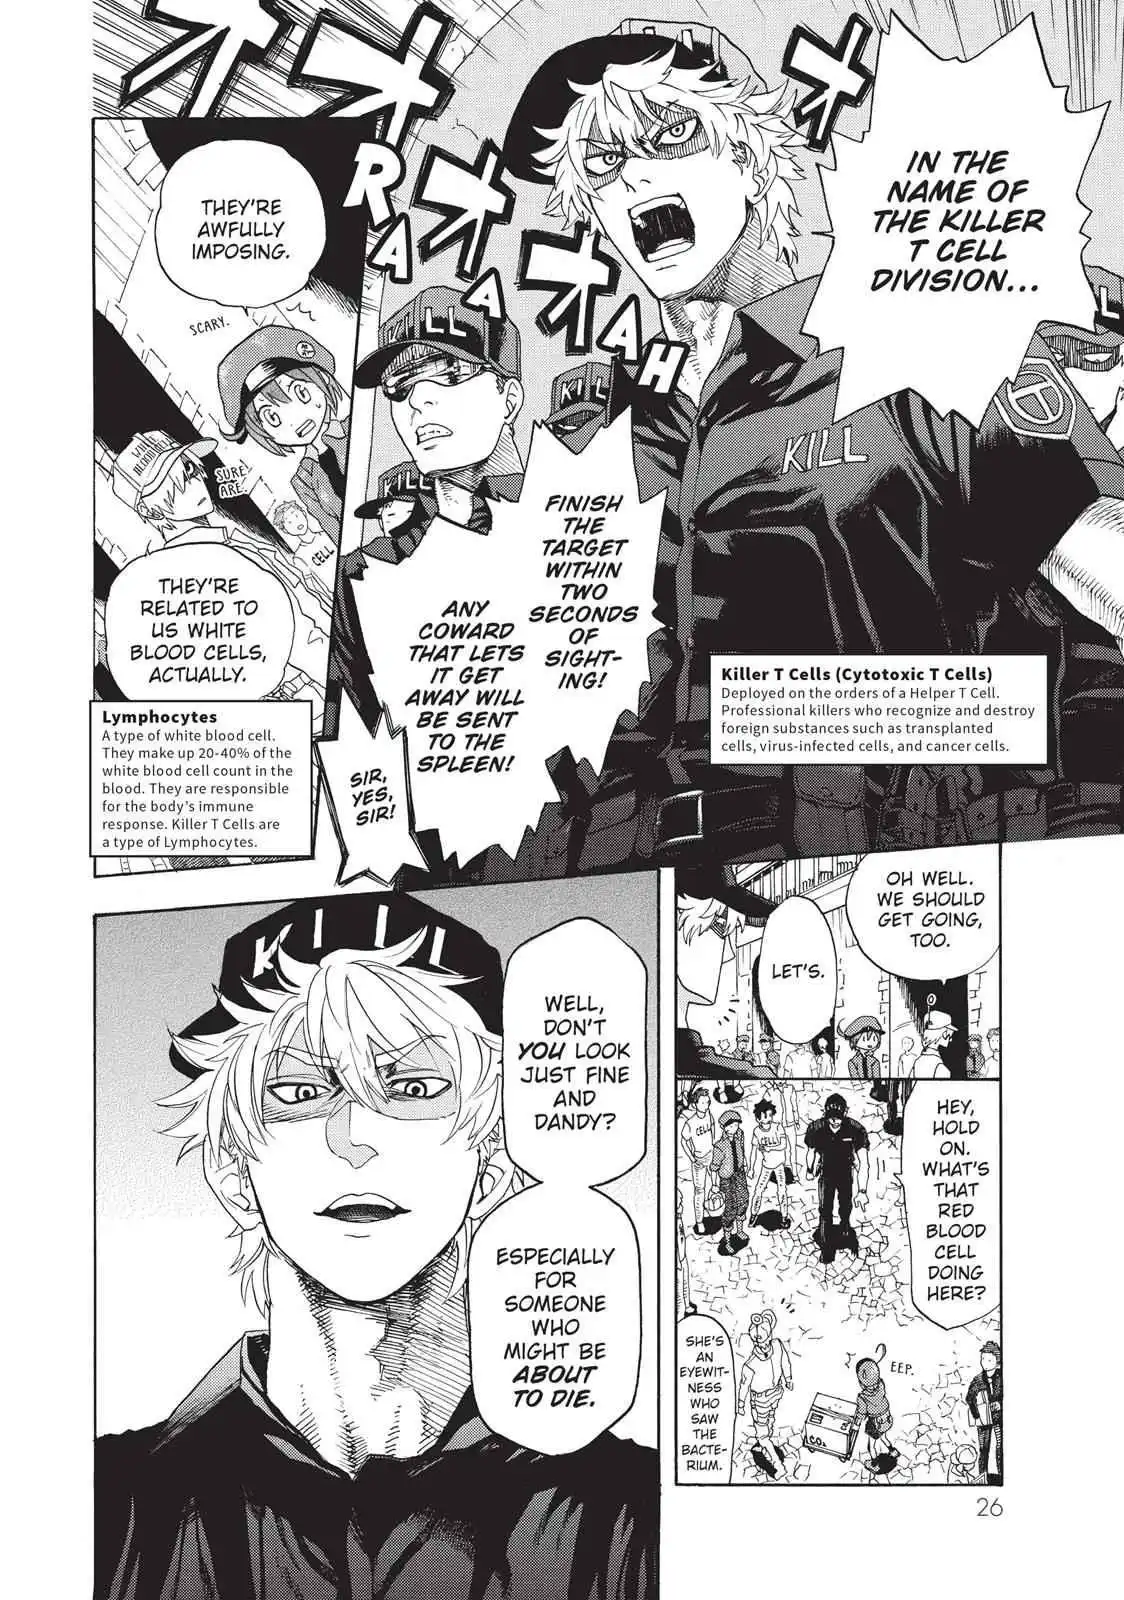 IN THE
NAME OF
THE KILLER
T CELL
DIVISION...
オオオオオオ
RAAAAH
KILL
KILL
KILL
KILL
KILL
FINISH
THE
TARGET
WITHIN
TWO
SECONDS
OF
SIGHT-
ING!
ANY
COWARD
THAT LETS
IT GET
AWAY WILL
BE SENT
TO THE
SPLEEN!
SIR,
YES,
SIR!
Killer T Cells (Cytotoxic T Cells)
Deployed on the orders of a Helper T Cell.
Professional killers who recognize and destroy
foreign substances such as transplanted
cells, virus-infected cells, and cancer cells.
THEY'RE
AWFULLY
IMPOSING.
SCARY.
SURE
ARE.
CELL
THEY'RE
RELATED TO
US WHITE
BLOOD CELLS,
ACTUALLY.
Lymphocytes
A type of white blood cell.
They make up 20-40% of the
white blood cell count in the
blood. They are responsible
for the body's immune
response. Killer T Cells are
a type of Lymphocytes.
OH WELL.
WE SHOULD
GET GOING,
TOO.
LET'S.
HEY,
HOLD
ON.
WHAT'S
THAT
RED
BLOOD
CELL
DOING
HERE?
CELL
CELL
SHE'S
AN
EYEWIT-
NESS
WHO
SAW
THE
BACTE-
RIUM.
EEP.
CO₂
KILL
WELL,
DON'T
YOU LOOK
JUST FINE
AND
DANDY?
ESPECIALLY
FOR
SOMEONE
WHO
MIGHT BE
ABOUT
TO DIE.
26